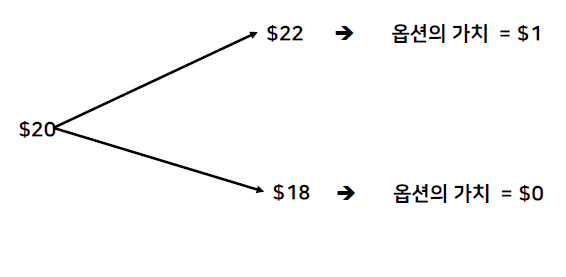 $22 ➔ 옵션의 가치 = $1
$20
$18 ➔ 옵션의 가치 = $0